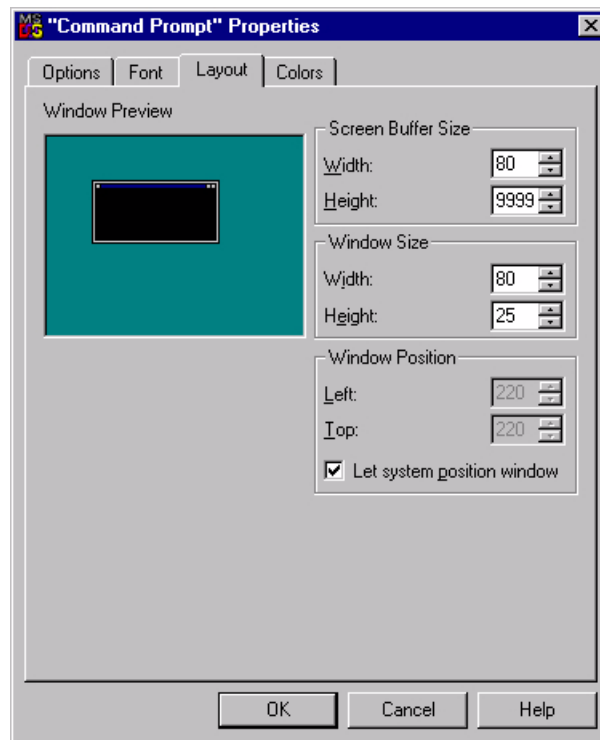 MS DOS "Command Prompt" Properties
Options Font Layout Colors
Window Preview
Screen Buffer Size
Width: 80
Height: 9999
Window Size
Width: 80
Height: 25
Window Position
Left: 220
Top: 220
Let system position window
OK Cancel Help